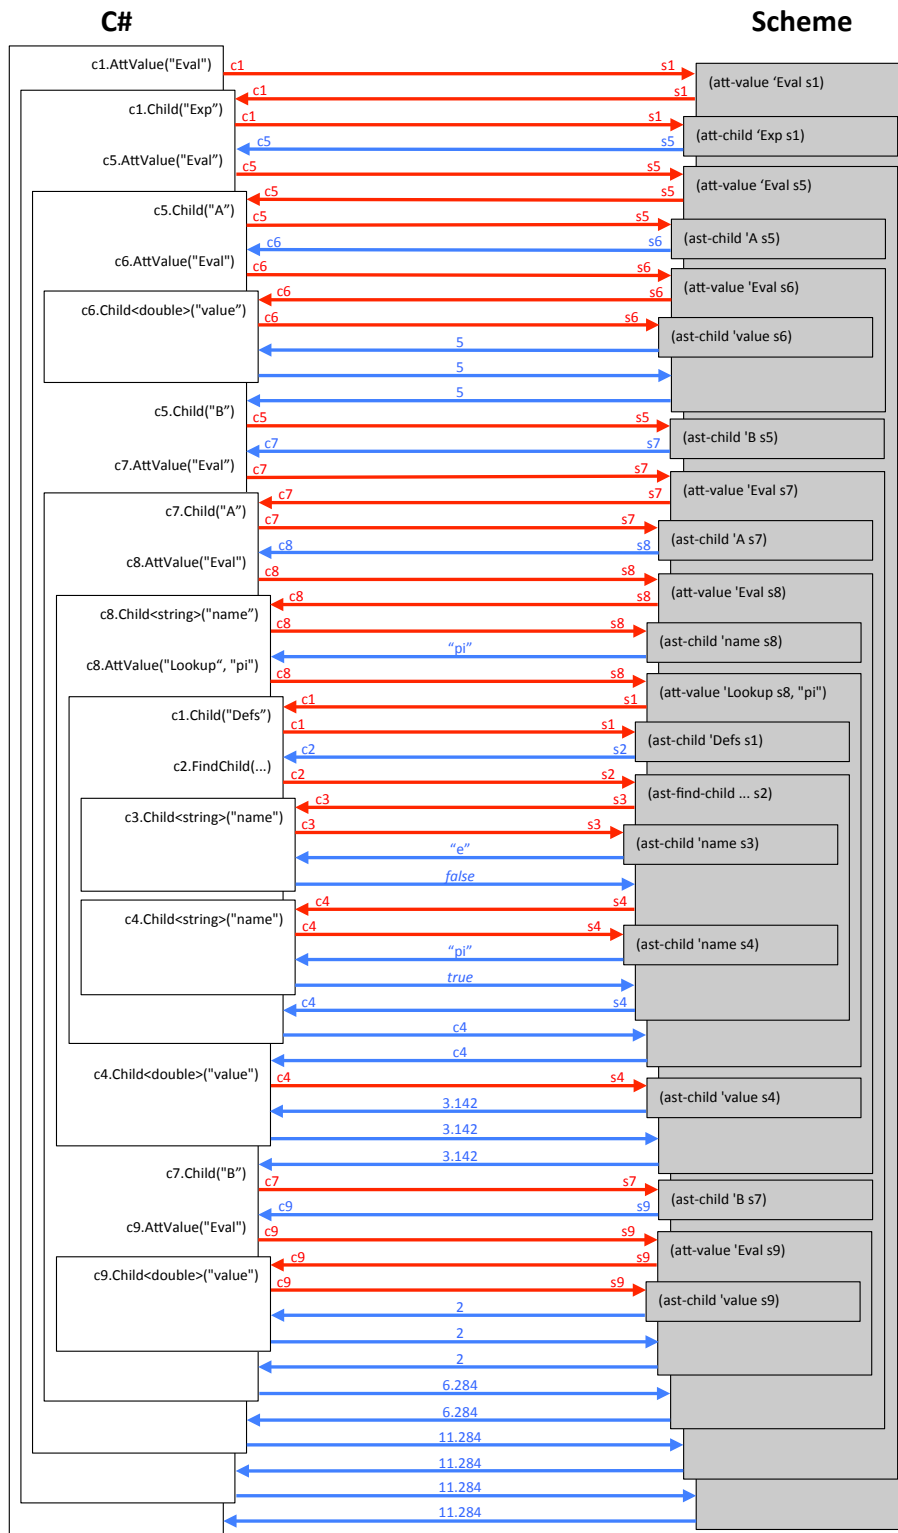 C# Scheme
c1.AttValue("Eval") c1 s1 (att-value ‘Eval s1)
c1 s1
c1.Child("Exp”) c1 s1 (att-child ‘Exp s1)
c5 s5
c5.AttValue("Eval”) c5 s5 (att-value ‘Eval s5)
c5 s5
c5.Child("A”) c5 s5 (ast-child 'A s5)
c6 s6
c6.AttValue("Eval”) c6 s6 (att-value 'Eval s6)
c6 s6
c6.Child<double>("value”) c6 s6 (ast-child 'value s6)
5
5
5
c5.Child("B”) c5 s5 (ast-child 'B s5)
c7 s7
c7.AttValue("Eval”) c7 s7 (att-value 'Eval s7)
c7 s7
c7.Child("A”) c7 s7 (ast-child 'A s7)
c8 s8
c8.AttValue("Eval") c8 s8 (att-value 'Eval s8)
c8 s8
c8.Child<string>("name”) c8 s8 (ast-child 'name s8)
“pi”
c8.AttValue("Lookup“, "pi”) c8 s8 (att-value 'Lookup s8, "pi”)
c1 s1
c1.Child("Defs”) c1 s1 (ast-child 'Defs s1)
c2 s2
c2.FindChild(...) c2 s2 (ast-find-child ... s2)
c3 s3
c3.Child<string>("name") c3 s3 (ast-child 'name s3)
“e”
false
c4 s4
c4.Child<string>("name") c4 s4 (ast-child 'name s4)
“pi”
true
c4 s4
c4
c4
c4.Child<double>("value”) c4 s4 (ast-child 'value s4)
3.142
3.142
3.142
c7.Child("B”) c7 s7 (ast-child 'B s7)
c9 s9
c9.AttValue("Eval") c9 s9 (att-value 'Eval s9)
c9 s9
c9.Child<double>("value”) c9 s9 (ast-child 'value s9)
2
2
2
6.284
6.284
11.284
11.284
11.284
11.284